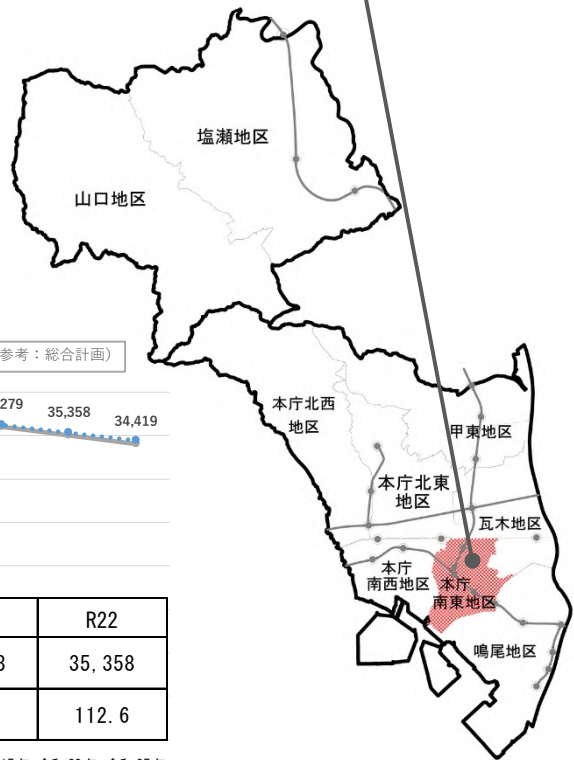 塩瀬地区
山口地区
参考：総合計画）
279
35,358
34,419
本庁北西
地区
甲東地区
本庁北東
地区
瓦木地区
本庁
南西地区
本庁
南東地区
鳴尾地区
R22
3
35,358
112.6